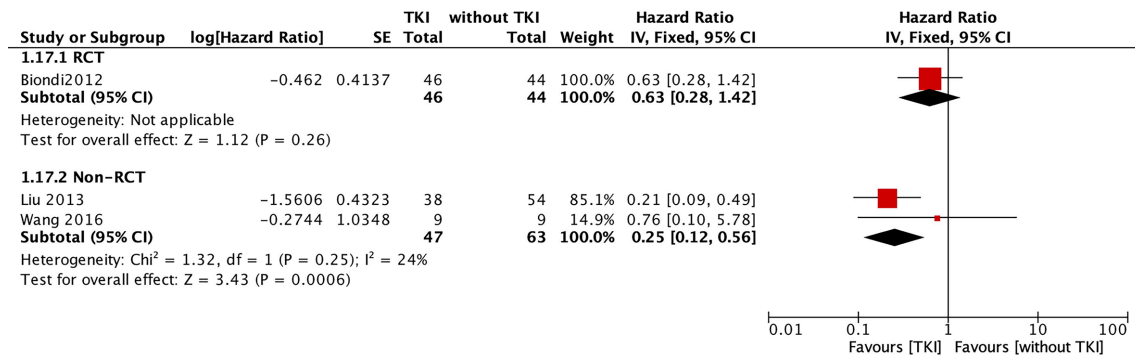 TKI without TKI Hazard Ratio Hazard Ratio
Study or Subgroup log[Hazard Ratio] SE Total Total Weight IV, Fixed, 95% CI IV, Fixed, 95% CI
1.17.1 RCT
Biondi2012 −0.462 0.4137 46 44 100.0% 0.63 [0.28, 1.42]
Subtotal (95% CI) 46 44 100.0% 0.63 [0.28, 1.42]
Heterogeneity: Not applicable
Test for overall effect: Z = 1.12 (P = 0.26)
1.17.2 Non−RCT
Liu 2013 −1.5606 0.4323 38 54 85.1% 0.21 [0.09, 0.49]
Wang 2016 −0.2744 1.0348 9 9 14.9% 0.76 [0.10, 5.78]
Subtotal (95% CI) 47 63 100.0% 0.25 [0.12, 0.56]
Heterogeneity: Chi² = 1.32, df = 1 (P = 0.25); I² = 24%
Test for overall effect: Z = 3.43 (P = 0.0006)
0.01 0.1 1 10 100
Favours [TKI] Favours [without TKI]